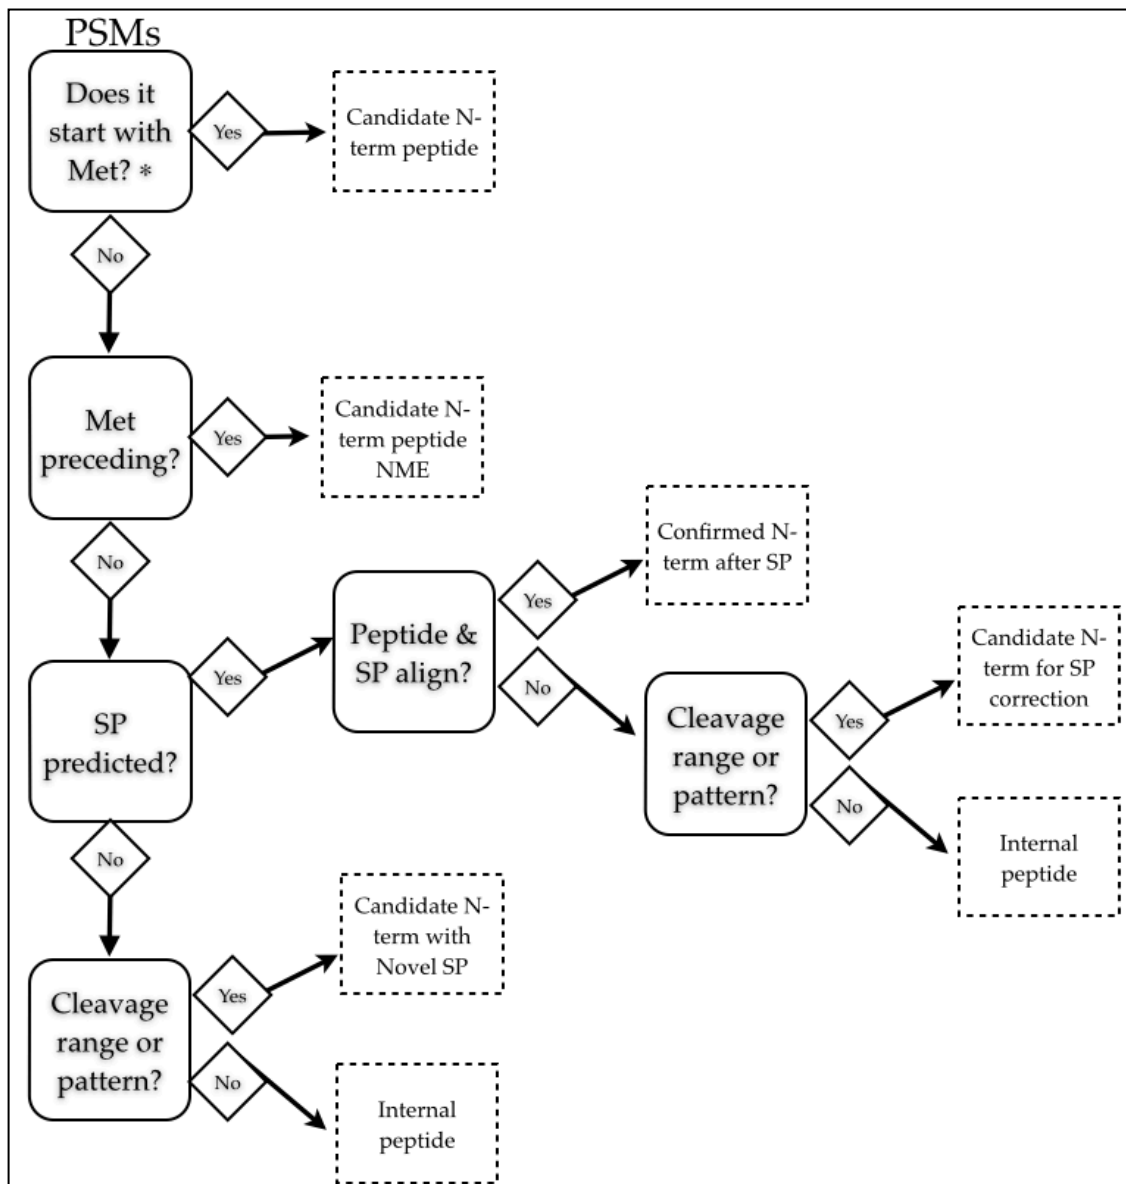 PSMs
Does it
start with
Met? *
Yes
Candidate N-
term peptide
No
Met
preceding?
Yes
Candidate N-
term peptide
NME
No
SP
predicted?
Yes
Peptide &
SP align?
Yes
Confirmed N-
term after SP
No
Cleavage
range or
pattern?
Yes
Candidate N-
term for SP
correction
No
Internal
peptide
No
Cleavage
range or
pattern?
Yes
Candidate N-
term with
Novel SP
No
Internal
peptide